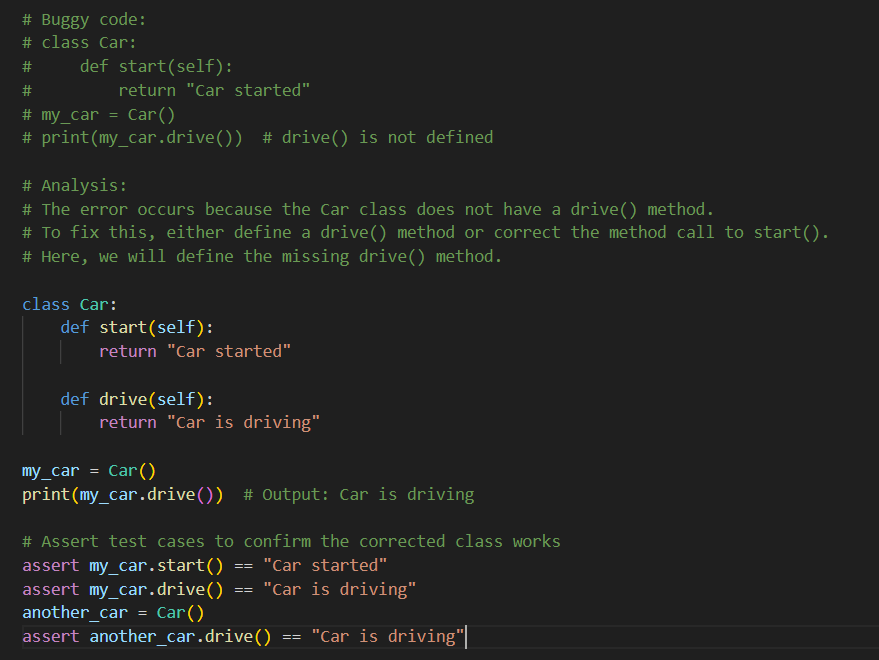 # Buggy code:
# class Car:
#     def start(self):
#         return "Car started"
# my_car = Car()
# print(my_car.drive())  # drive() is not defined

# Analysis:
# The error occurs because the Car class does not have a drive() method.
# To fix this, either define a drive() method or correct the method call to start().
# Here, we will define the missing drive() method.

class Car:
    def start(self):
        return "Car started"

    def drive(self):
        return "Car is driving"

my_car = Car()
print(my_car.drive())  # Output: Car is driving

# Assert test cases to confirm the corrected class works
assert my_car.start() == "Car started"
assert my_car.drive() == "Car is driving"
another_car = Car()
assert another_car.drive() == "Car is driving"